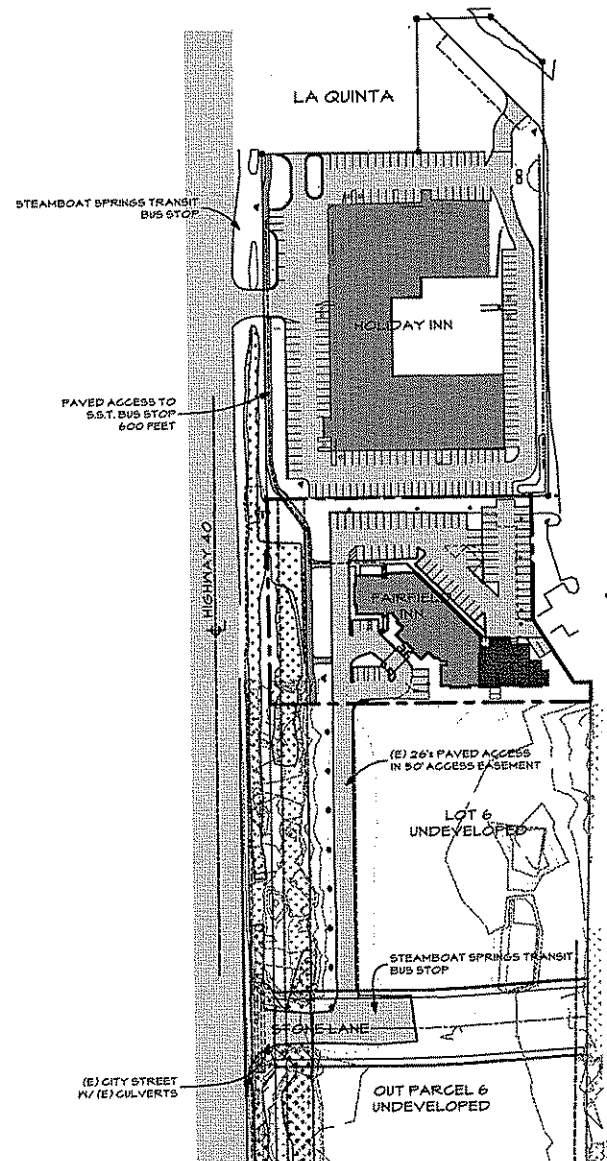 LA QUINTA
STEAMBOAT SPRINGS TRANSIT
BUS STOP
HOLIDAY INN
PAVED ACCESS TO
S.S.T. BUS STOP
600 FEET
HIGHWAY 40
FAIRFIELD
INN
(E) 26'± PAVED ACCESS
IN 50' ACCESS EASEMENT
LOT 6
UNDEVELOPED
STEAMBOAT SPRINGS TRANSIT
BUS STOP
STONE LANE
(E) CITY STREET
W/ (E) CULVERTS
OUT PARCEL 6
UNDEVELOPED